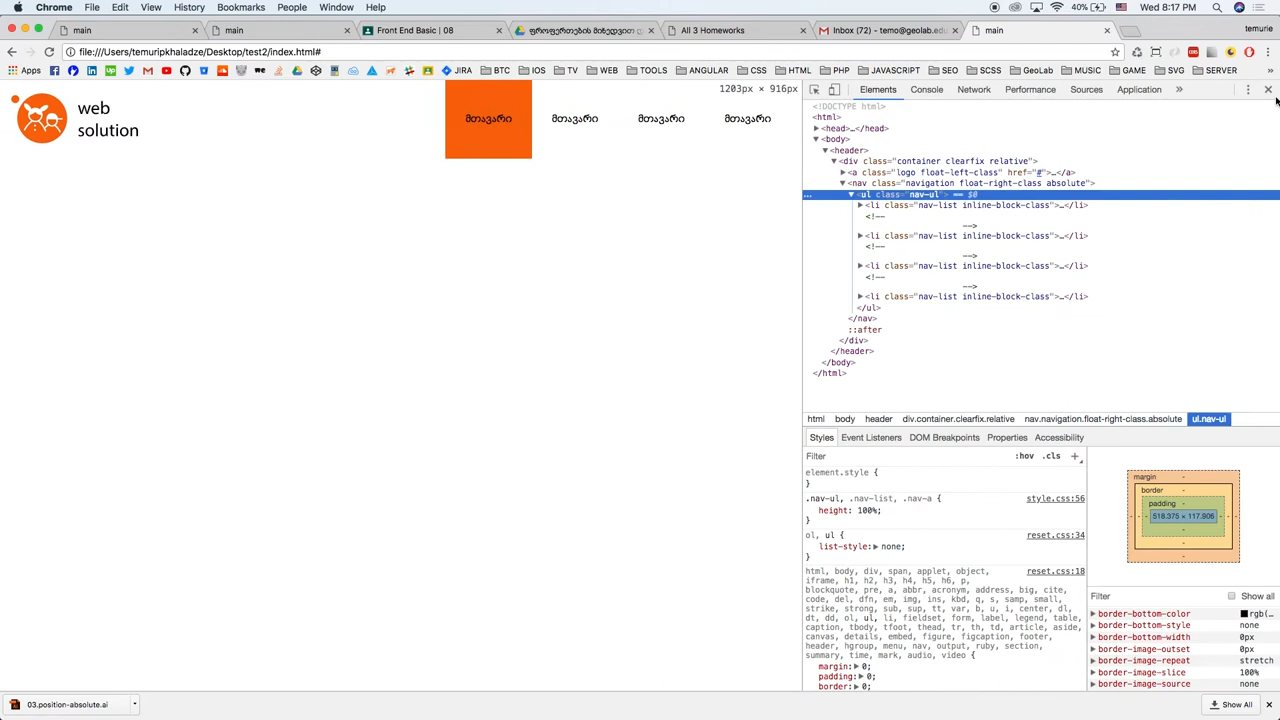 Chrome File Edit View History Bookmarks People Window Help 40% Wed 8:17 PM
main main Front End Basic | 08 All 3 Homeworks Inbox (72) - temo@geolab.edu main temurie
file:///Users/temuripkhaladze/Desktop/test2/index.html#
Apps JIRA BTC IOS TV WEB TOOLS ANGULAR CSS HTML PHP JAVASCRIPT SEO SCSS GeoLab MUSIC GAME SVG SERVER »
web
solution
მთავარი მთავარი მთავარი მთავარი
1203px × 916px
Elements Console Network Performance Memory Sources Application »
<!DOCTYPE html>
<html>
<head>…</head>
<body>
<header>
<div class="container clearfix relative">
<a class="logo float-left-class" href="#">…</a>
<nav class="navigation float-right-class absolute">
… <ul class="nav-ul"> == $0
<li class="nav-list inline-block-class">…</li>
<!--
-->
<li class="nav-list inline-block-class">…</li>
<!--
-->
<li class="nav-list inline-block-class">…</li>
<!--
-->
<li class="nav-list inline-block-class">…</li>
</ul>
</nav>
::after
</div>
</header>
</body>
</html>
html body header div.container.clearfix.relative nav.navigation.float-right-class.absolute ul.nav-ul
Styles Event Listeners DOM Breakpoints Properties Accessibility
Filter :hov .cls +
element.style {
}
.nav-ul, .nav-list, .nav-a { style.css:56
height: 100%;
}
ol, ul { reset.css:34
list-style: none;
}
html, body, div, span, applet, object, reset.css:18
iframe, h1, h2, h3, h4, h5, h6, p,
blockquote, pre, a, abbr, acronym, address, big, cite,
code, del, dfn, em, img, ins, kbd, q, s, samp, small,
strike, strong, sub, sup, tt, var, b, u, i, center, dl,
dt, dd, ol, ul, li, fieldset, form, label, legend, table,
caption, tbody, tfoot, thead, tr, th, td, article, aside,
canvas, details, embed, figure, figcaption, footer,
header, hgroup, menu, nav, output, ruby, section,
summary, time, mark, audio, video {
margin: 0;
padding: 0;
border: 0;
margin -
border -
padding -
518.375 × 117.906
Filter Show all
border-bottom-color rgb(…
border-bottom-style none
border-bottom-width 0px
border-image-outset 0px
border-image-repeat stretch
border-image-slice 100%
border-image-source none
03.position-absolute.ai Show All